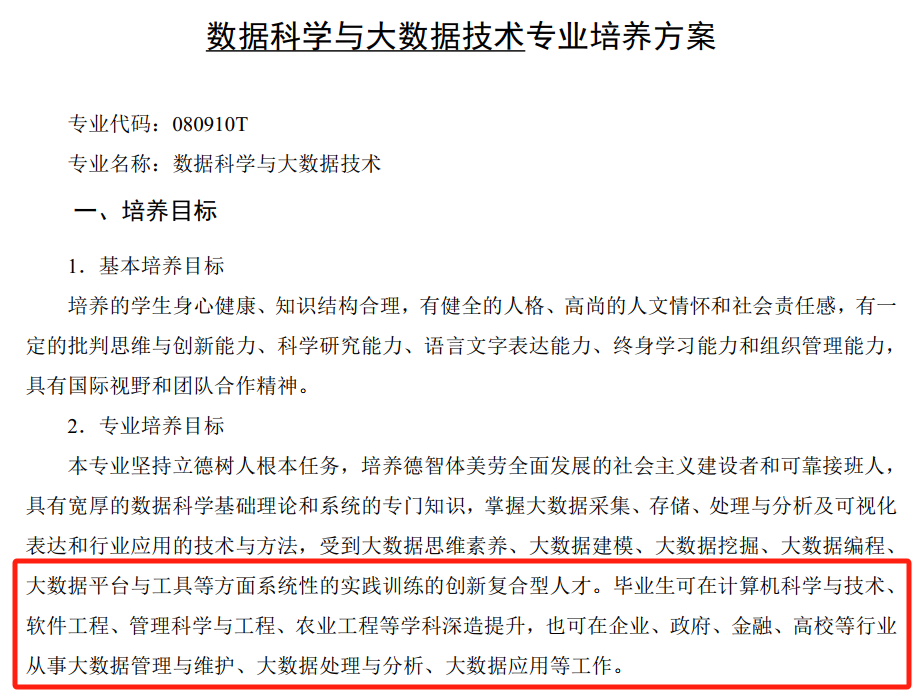 数据科学与大数据技术专业培养方案
专业代码：080910T
专业名称：数据科学与大数据技术
一、培养目标
1．基本培养目标
培养的学生身心健康、知识结构合理，有健全的人格、高尚的人文情怀和社会责任感，有一
定的批判思维与创新能力、科学研究能力、语言文字表达能力、终身学习能力和组织管理能力，
具有国际视野和团队合作精神。
2．专业培养目标
本专业坚持立德树人根本任务，培养德智体美劳全面发展的社会主义建设者和可靠接班人，
具有宽厚的数据科学基础理论和系统的专门知识，掌握大数据采集、存储、处理与分析及可视化
表达和行业应用的技术与方法，受到大数据思维素养、大数据建模、大数据挖掘、大数据编程、
大数据平台与工具等方面系统性的实践训练的创新复合型人才。毕业生可在计算机科学与技术、
软件工程、管理科学与工程、农业工程等学科深造提升，也可在企业、政府、金融、高校等行业
从事大数据管理与维护、大数据处理与分析、大数据应用等工作。